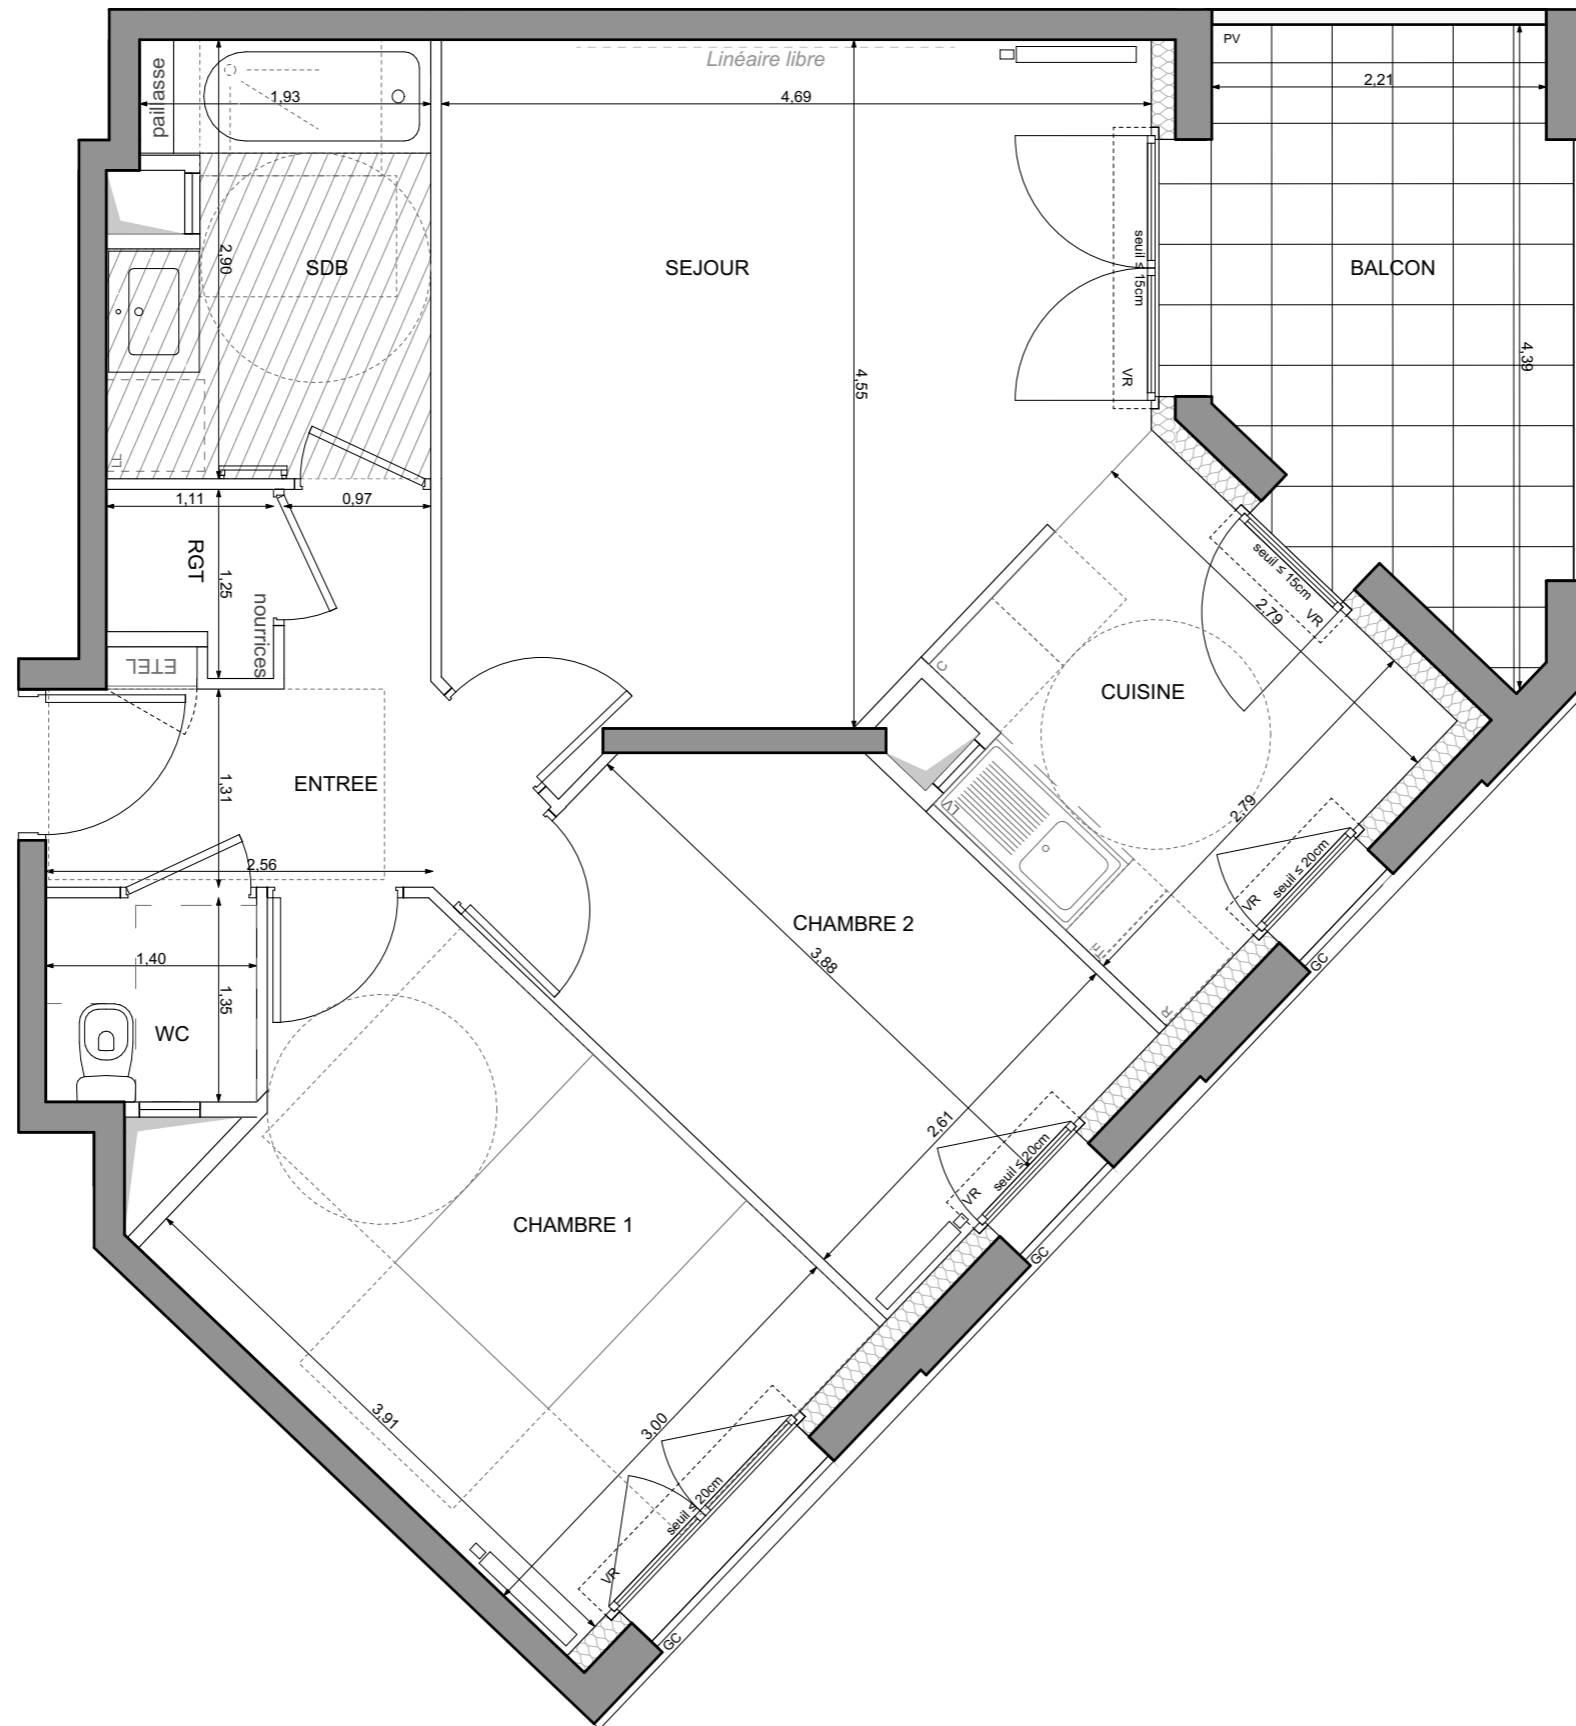 PV
Linéaire libre
paillasse
1,93
4,69
2,21
2,90
SDB
SEJOUR
seuil ≤ 15cm
BALCON
VR
4,55
4,39
LL
1,11
0,97
RGT
1,25
nourrices
seuil ≤ 15cm
VR
2,79
ETEL
C
CUISINE
1,31
ENTREE
2,79
LV
2,56
seuil ≤ 20cm
VR
CHAMBRE 2
3,88
GC
1,40
1,35
WC
R
2,61
seuil ≤ 20cm
VR
CHAMBRE 1
GC
3,91
3,00
seuil ≤ 20cm
VR
GC